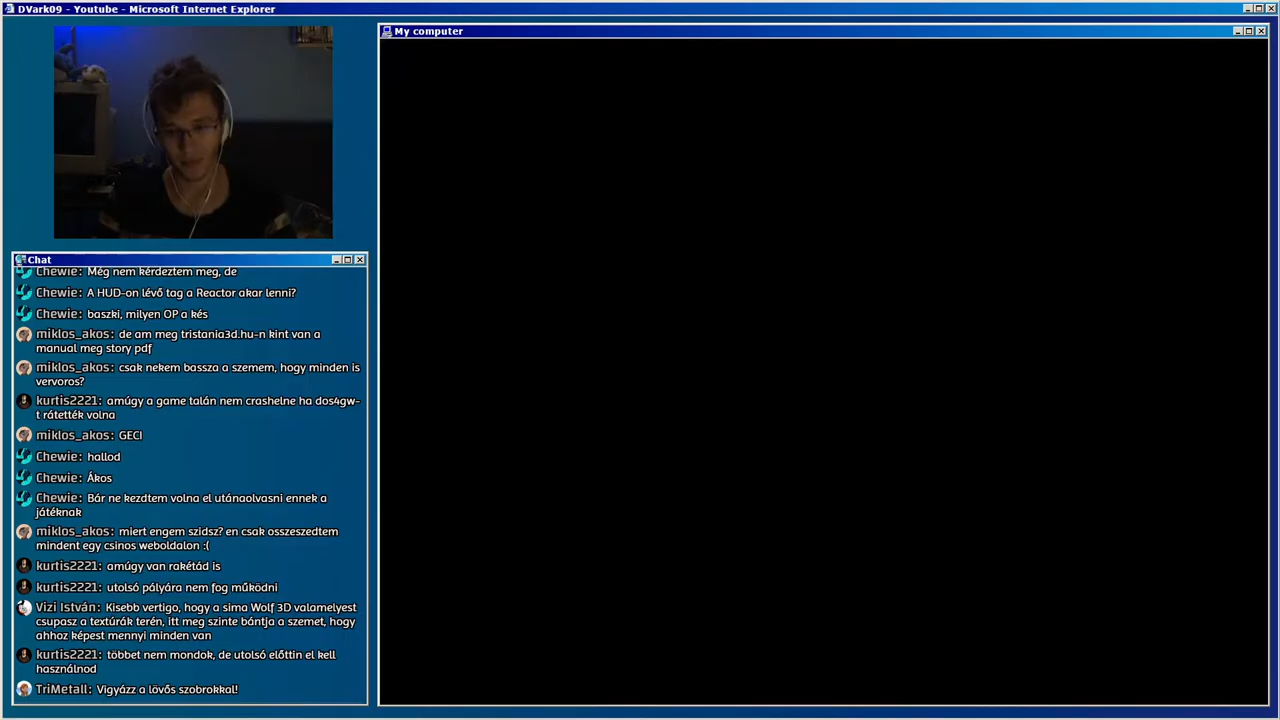 DVark09 - Youtube - Microsoft Internet Explorer
My computer
Chat
Chewie: Még nem kérdeztem meg, de
Chewie: A HUD-on lévő tag a Reactor akar lenni?
Chewie: baszki, milyen OP a kés
miklos_akos: de am meg tristania3d.hu-n kint van a
manual meg story pdf
miklos_akos: csak nekem bassza a szemem, hogy minden is
vervoros?
kurtis2221: amúgy a game talán nem crashelne ha dos4gw-
t rátették volna
miklos_akos: GECI
Chewie: hallod
Chewie: Ákos
Chewie: Bár ne kezdtem volna el utánaolvasni ennek a
játéknak
miklos_akos: miert engem szidsz? en csak osszeszedtem
mindent egy csinos weboldalon :(
kurtis2221: amúgy van rakétád is
kurtis2221: utolsó pályára nem fog működni
Vizi István: Kisebb vertigo, hogy a sima Wolf 3D valamelyest
csupasz a textúrák terén, itt meg szinte bántja a szemet, hogy
ahhoz képest mennyi minden van
kurtis2221: többet nem mondok, de utolsó előttin el kell
használnod
TriMetall: Vigyázz a lövős szobrokkal!